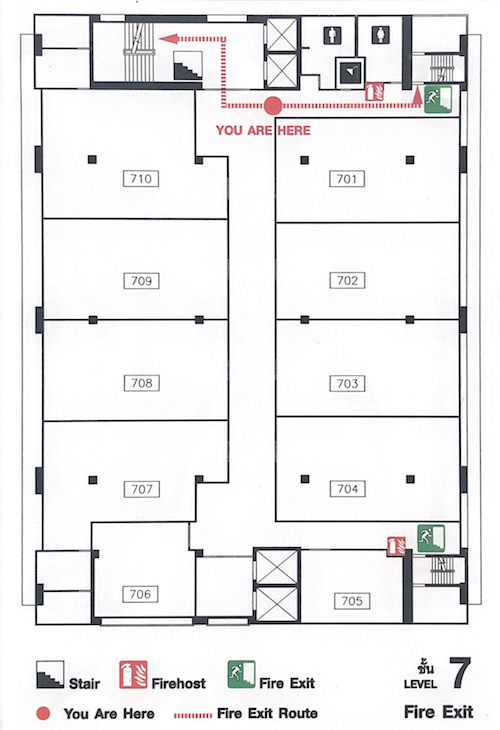 YOU ARE HERE
710
701
709
702
708
703
707
704
706
705
Stair
Firehost
Fire Exit
ชั้น
LEVEL 7
You Are Here
Fire Exit Route
Fire Exit